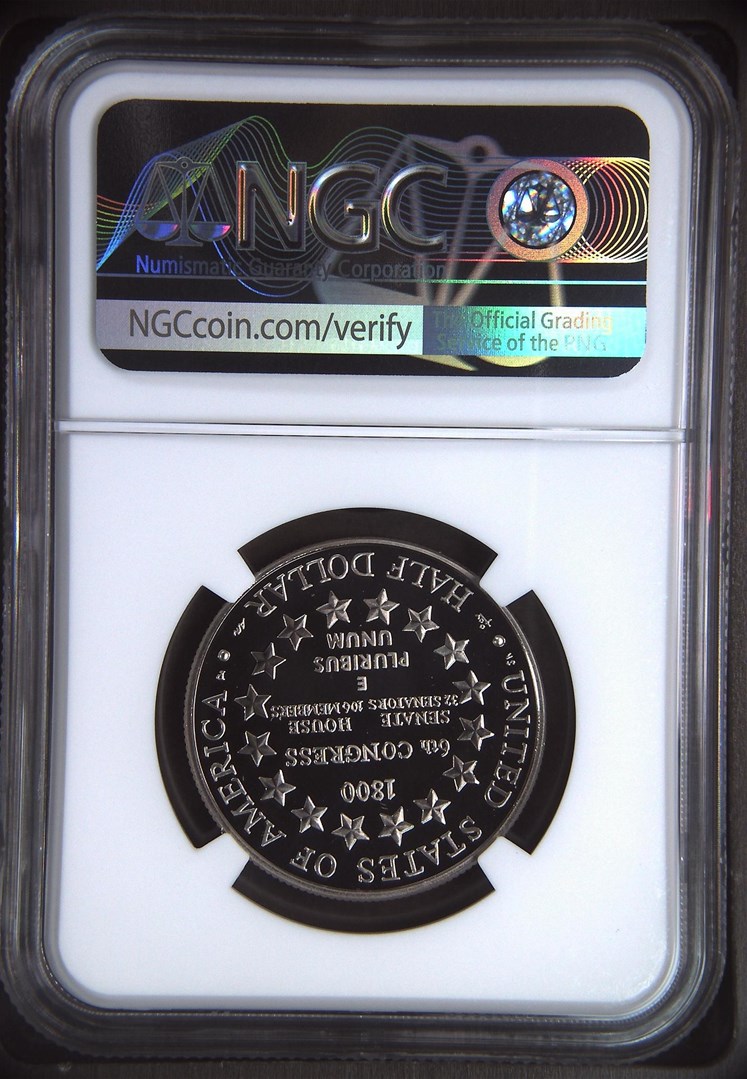 NGC
Numismatic Guaranty Corporation
NGCcoin.com/verify
The Official Grading
Service of the PNG
UNITED STATES OF AMERICA
1800
6th CONGRESS
SENATE HOUSE
32 SENATORS 106 MEMBERS
E
PLURIBUS
UNUM
HALF DOLLAR